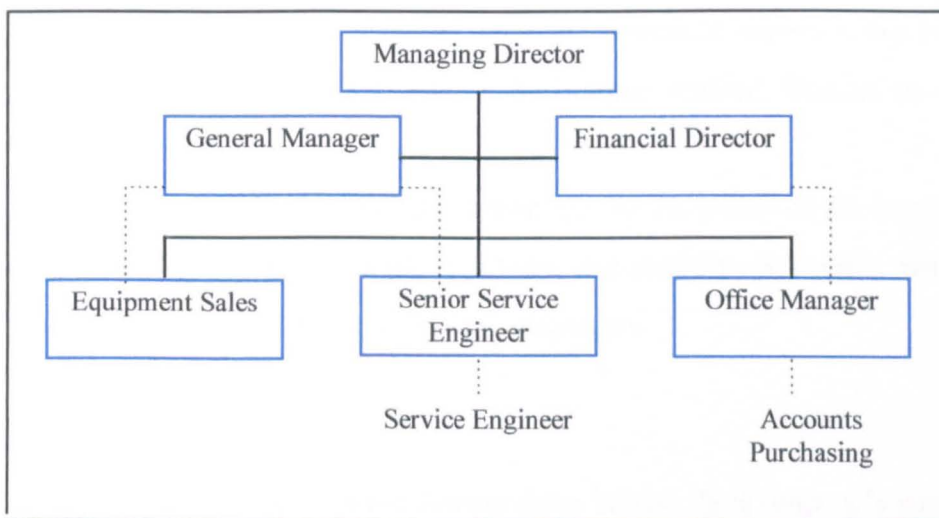 Managing Director
General Manager
Financial Director
Equipment Sales
Senior Service
Engineer
Office Manager
Service Engineer
Accounts
Purchasing